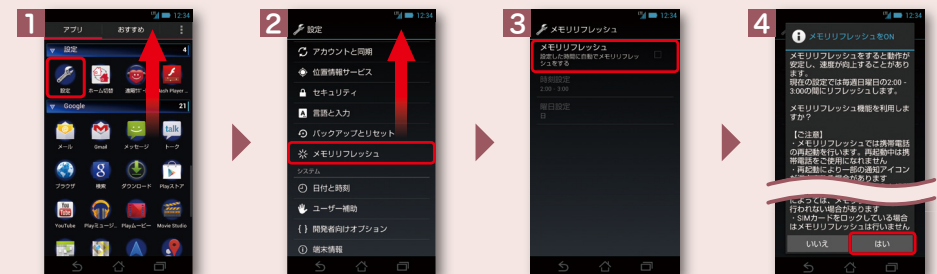 1
12:34
アプリ
おすすめ
設定
4
設定
ホーム切替
Flash Player ..
Google
21
メール
Gmail
メッセージ
トーク
ブラウザ
検索
ダウンロード
Playストア
YouTube
Playミュージ..
Playムービー
Movie Studio
2
12:34
設定
アカウントと同期
位置情報サービス
セキュリティ
言語と入力
バックアップとリセット
メモリリフレッシュ
システム
日付と時刻
ユーザー補助
開発者向けオプション
端末情報
3
12:34
メモリリフレッシュ
メモリリフレッシュ
設定した時間に自動でメモリリフレッ
シュをする
時刻設定
2:00 - 3:00
曜日設定
日
4
12:34
メモリリフレッシュをON
メモリリフレッシュをすると動作が
安定し、速度が向上することがあり
ます。
現在の設定では毎週日曜日の2:00 -
3:00の間にリフレッシュします。
メモリリフレッシュ機能を利用しま
すか？
【ご注意】
・メモリリフレッシュでは携帯電話
の再起動を行います。再起動中は携
帯電話をご使用になれません
・再起動により一部の通知アイコン
行われない場合があります
・SIMカードをロックしている場合
はメモリリフレッシュは行いません
いいえ
はい